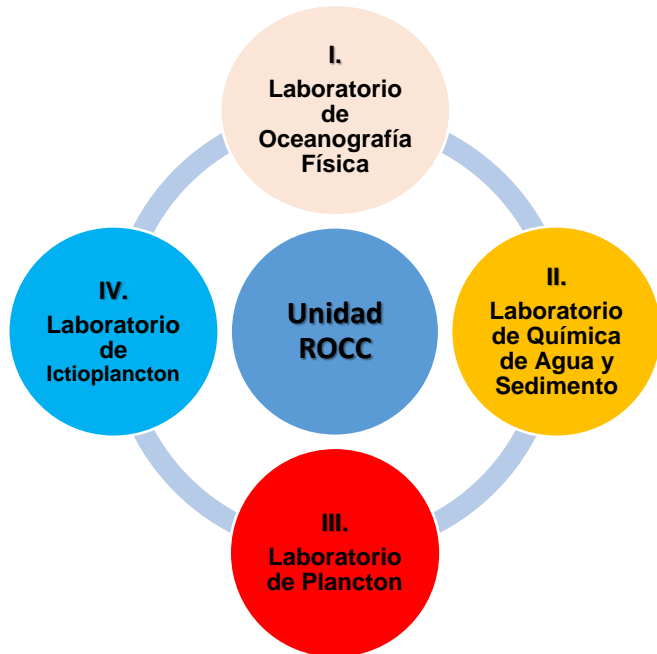 I.
Laboratorio
de
Oceanografía
Física
II.
Laboratorio
de Química
de Agua y
Sedimento
III.
Laboratorio
de Plancton
IV.
Laboratorio
de
Ictioplancton
Unidad
ROCC